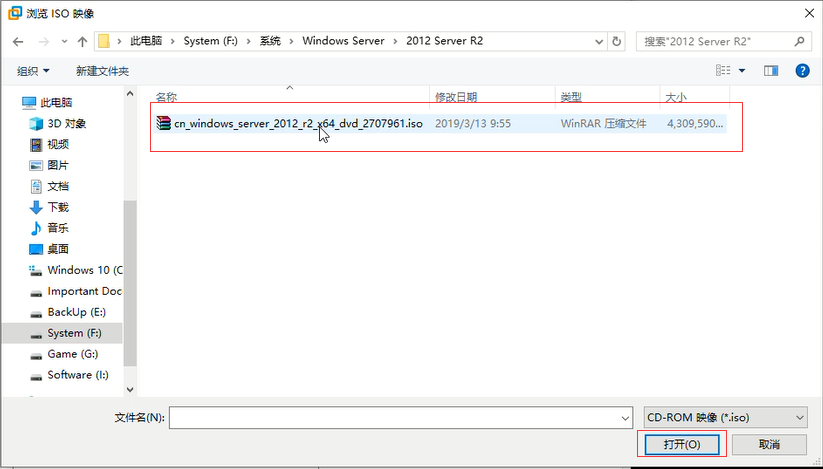 浏览 ISO 映像
此电脑 › System (F:) › 系统 › Windows Server › 2012 Server R2
搜索"2012 Server R2"
组织 新建文件夹
名称 修改日期 类型 大小
cn_windows_server_2012_r2_x64_dvd_2707961.iso 2019/3/13 9:55 WinRAR 压缩文件 4,309,590...
此电脑
3D 对象
视频
图片
文档
下载
音乐
桌面
Windows 10 (C
Important Doc
BackUp (E:)
System (F:)
Game (G:)
Software (I:)
文件名(N): CD-ROM 映像 (*.iso)
打开(O) 取消